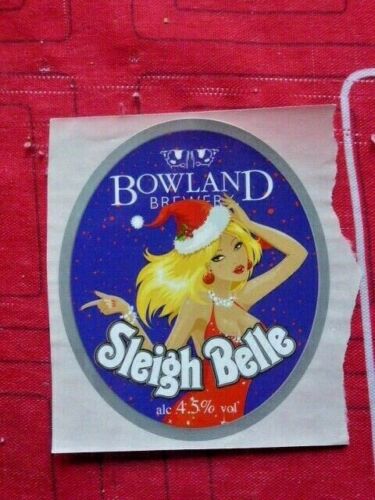 BOWLAND
BREWERY
Sleigh Belle
alc 4.5% vol